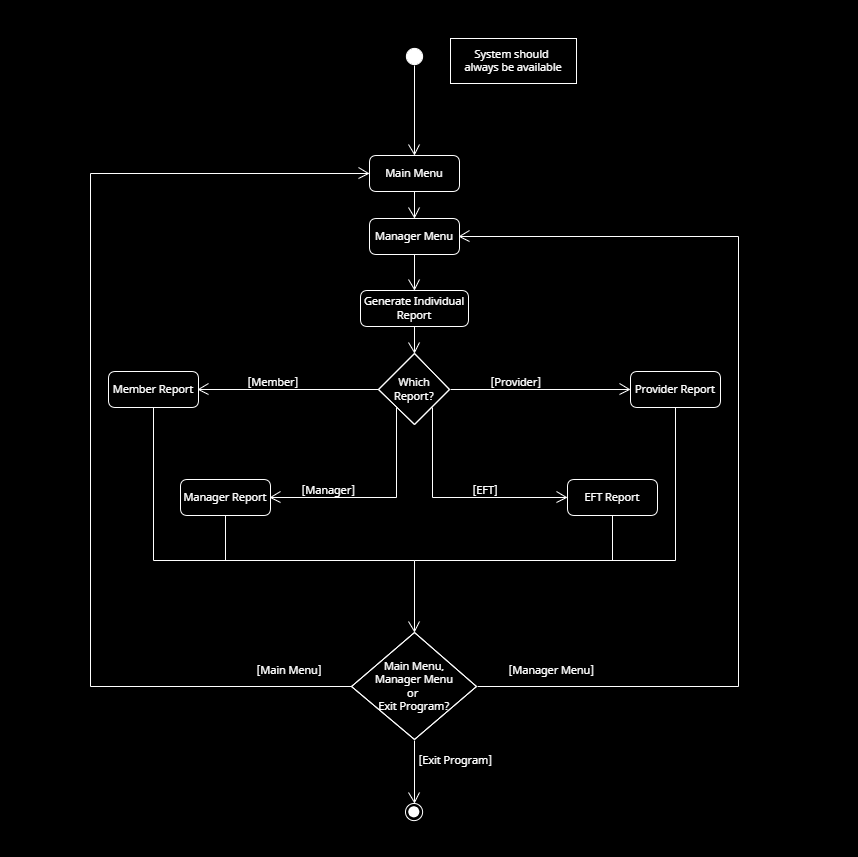 System should
always be available
Main Menu
Manager Menu
Generate Individual
Report
Which
Report?
[Member]
[Provider]
Member Report
Provider Report
[Manager]
[EFT]
Manager Report
EFT Report
Main Menu,
Manager Menu
or
Exit Program?
[Main Menu]
[Manager Menu]
[Exit Program]